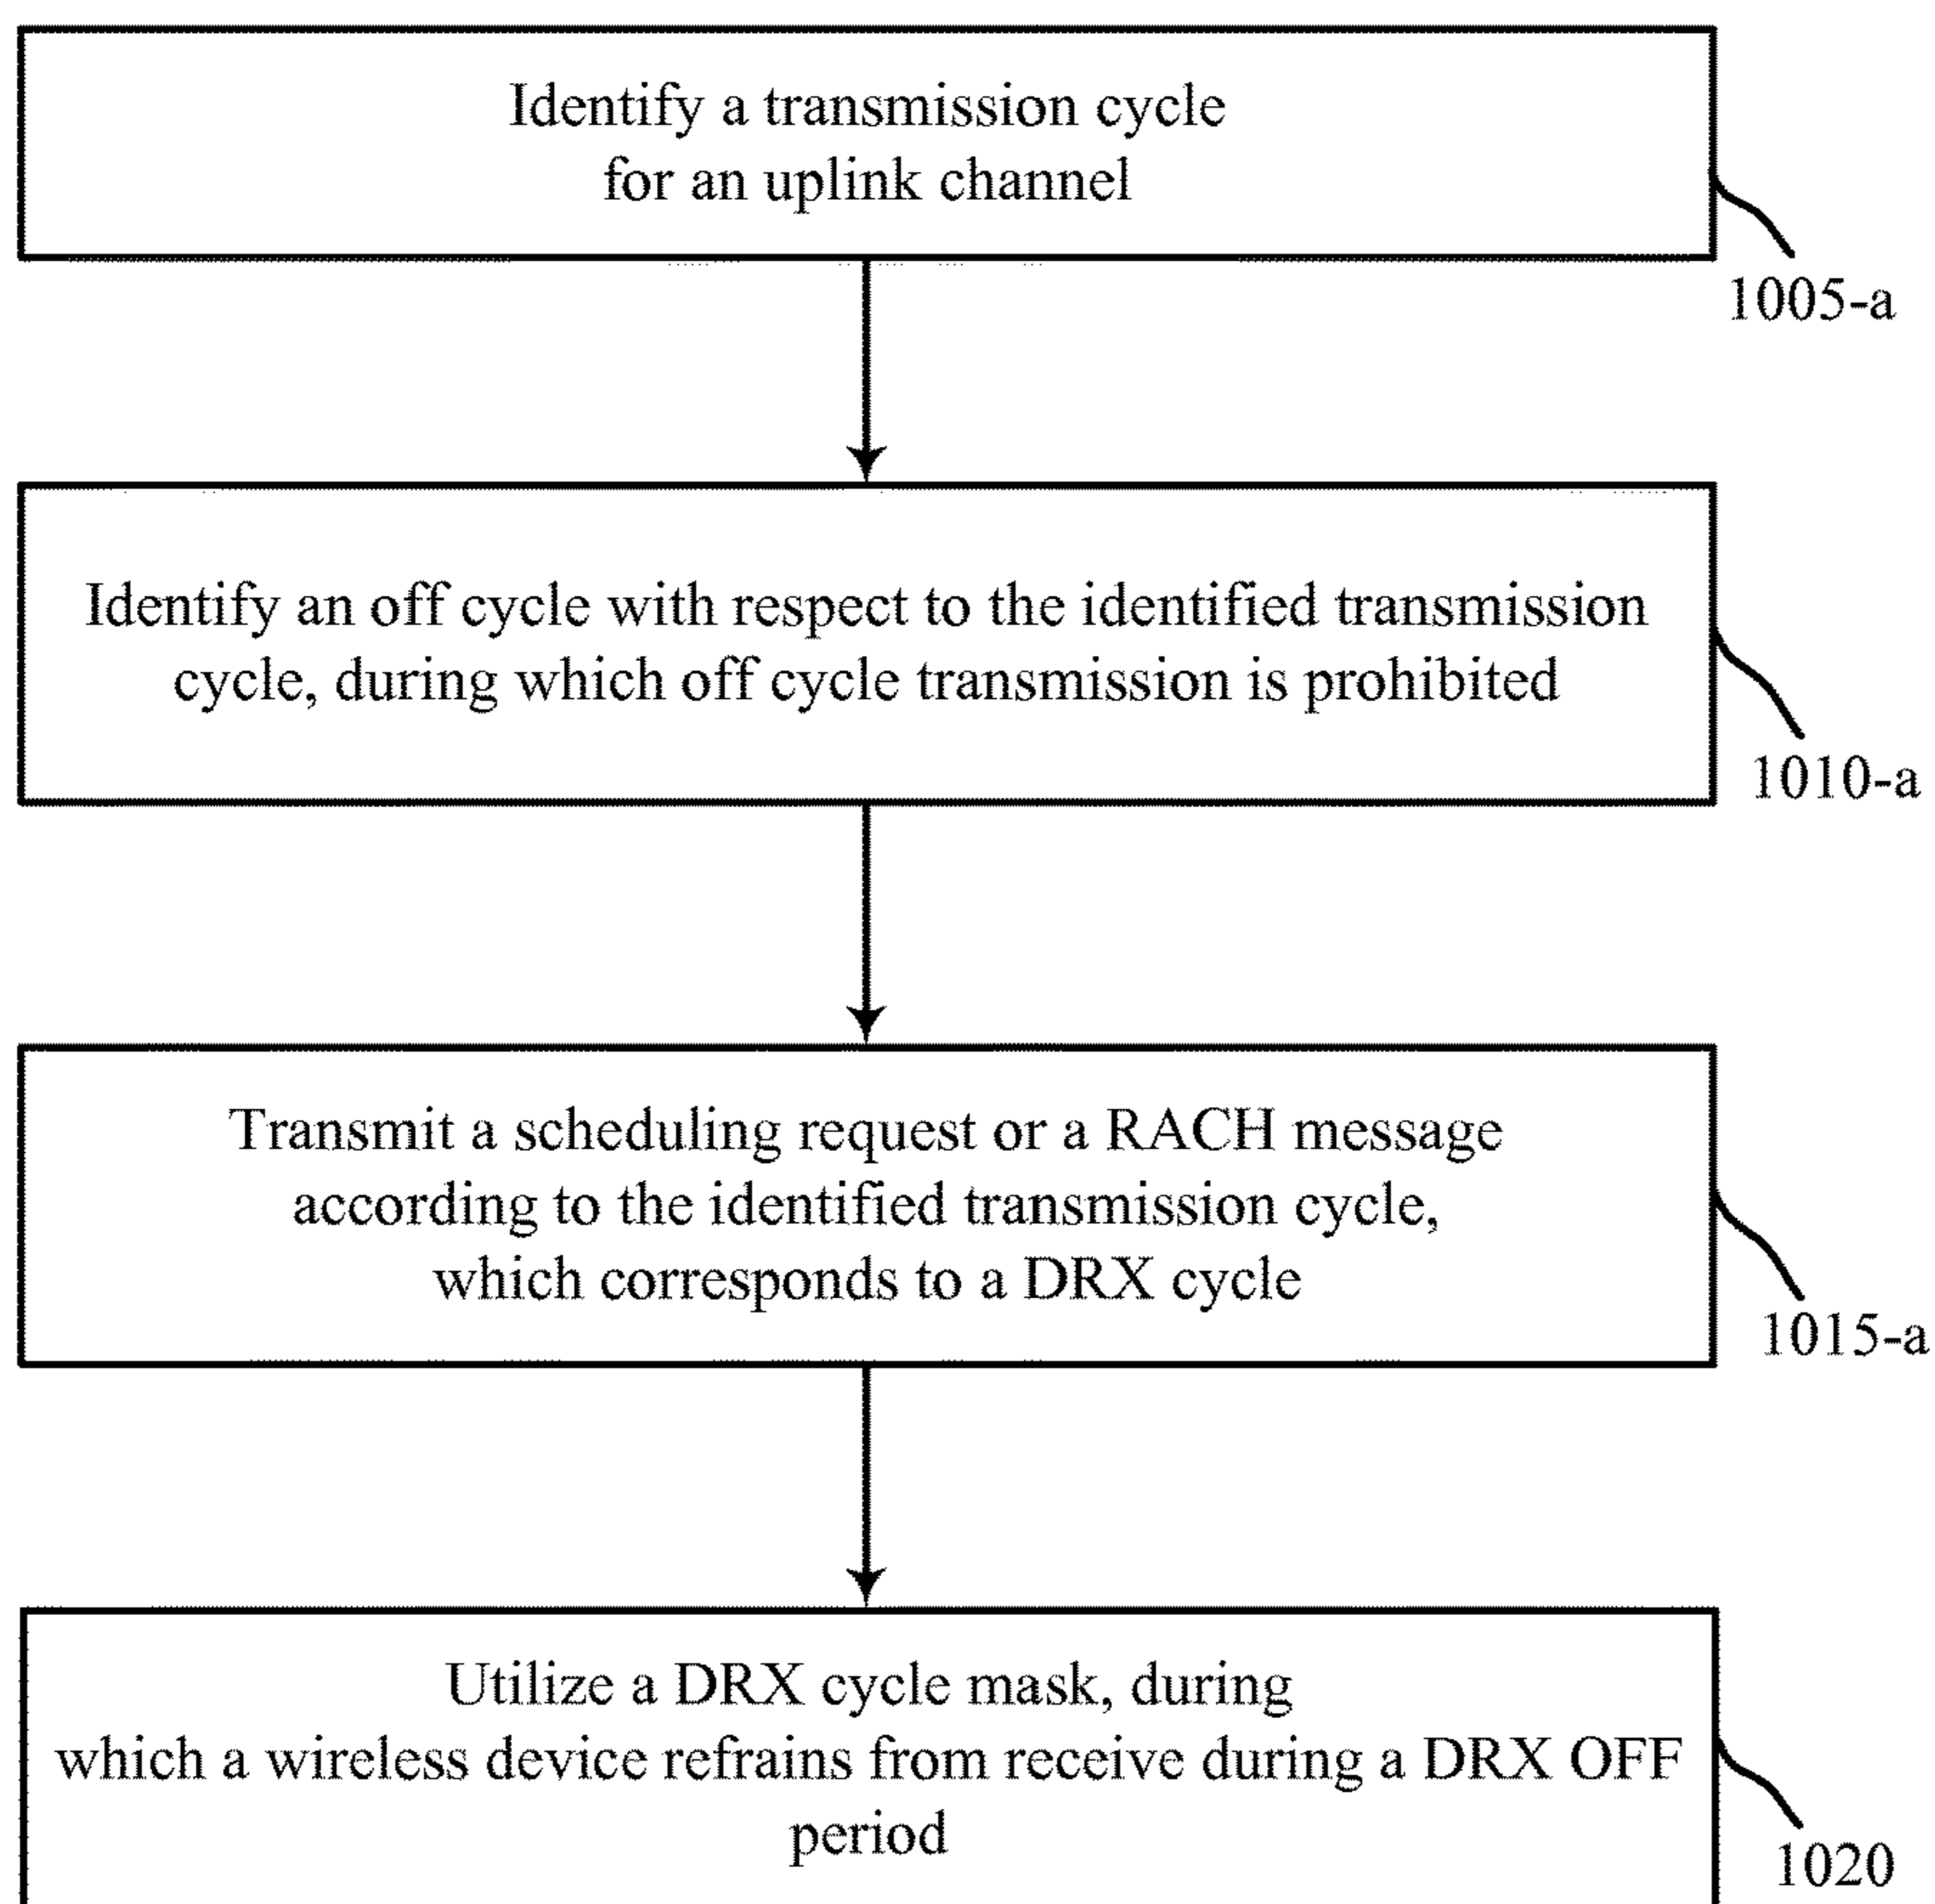 Identify a transmission cycle
for an uplink channel
1005-a
Identify an off cycle with respect to the identified transmission
cycle, during which off cycle transmission is prohibited
1010-a
Transmit a scheduling request or a RACH message
according to the identified transmission cycle,
which corresponds to a DRX cycle
1015-a
Utilize a DRX cycle mask, during
which a wireless device refrains from receive during a DRX OFF
period
1020